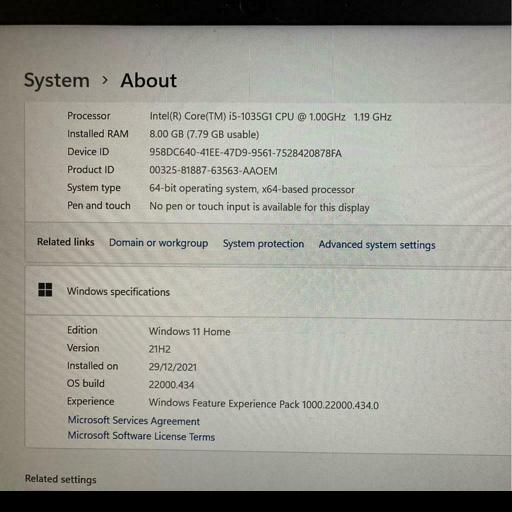 System > About
Processor Intel(R) Core(TM) i5-1035G1 CPU @ 1.00GHz 1.19 GHz
Installed RAM 8.00 GB (7.79 GB usable)
Device ID 958DC640-41EE-47D9-9561-7528420878FA
Product ID 00325-81887-63563-AAOEM
System type 64-bit operating system, x64-based processor
Pen and touch No pen or touch input is available for this display
Related links Domain or workgroup System protection Advanced system settings
Windows specifications
Edition Windows 11 Home
Version 21H2
Installed on 29/12/2021
OS build 22000.434
Experience Windows Feature Experience Pack 1000.22000.434.0
Microsoft Services Agreement
Microsoft Software License Terms
Related settings